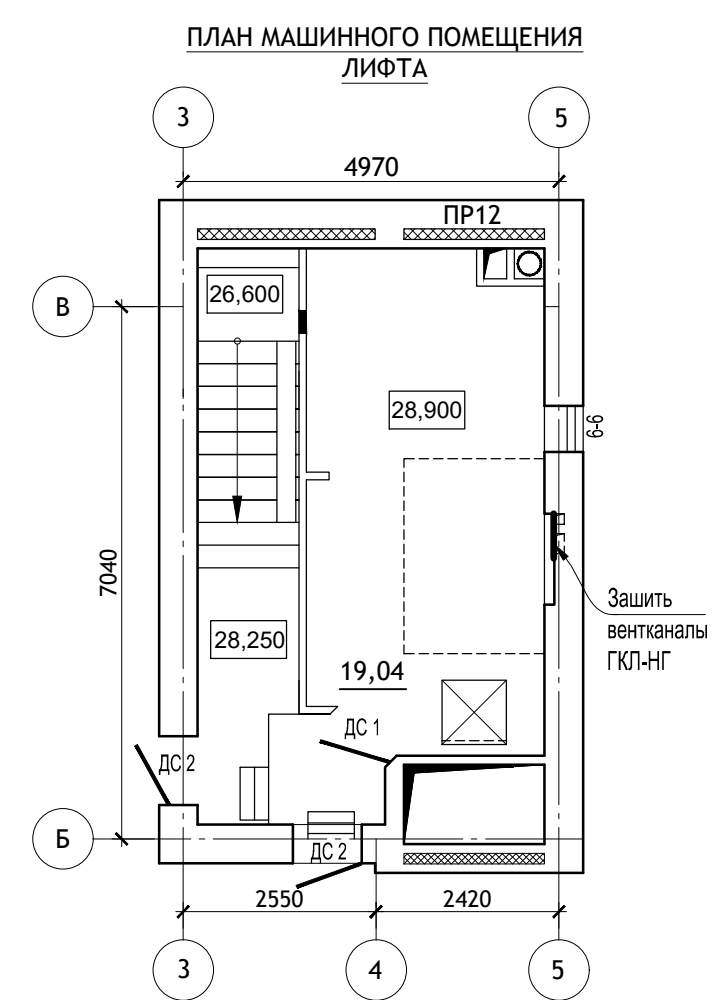 ПЛАН МАШИННОГО ПОМЕЩЕНИЯ
ЛИФТА
3
5
4970
ПР12
В
26,600
28,900
6-6
7040
Зашить
вентканалы
ГКЛ-НГ
28,250
19,04
ДС 1
ДС 2
Б
ДС 2
2550
2420
3
4
5